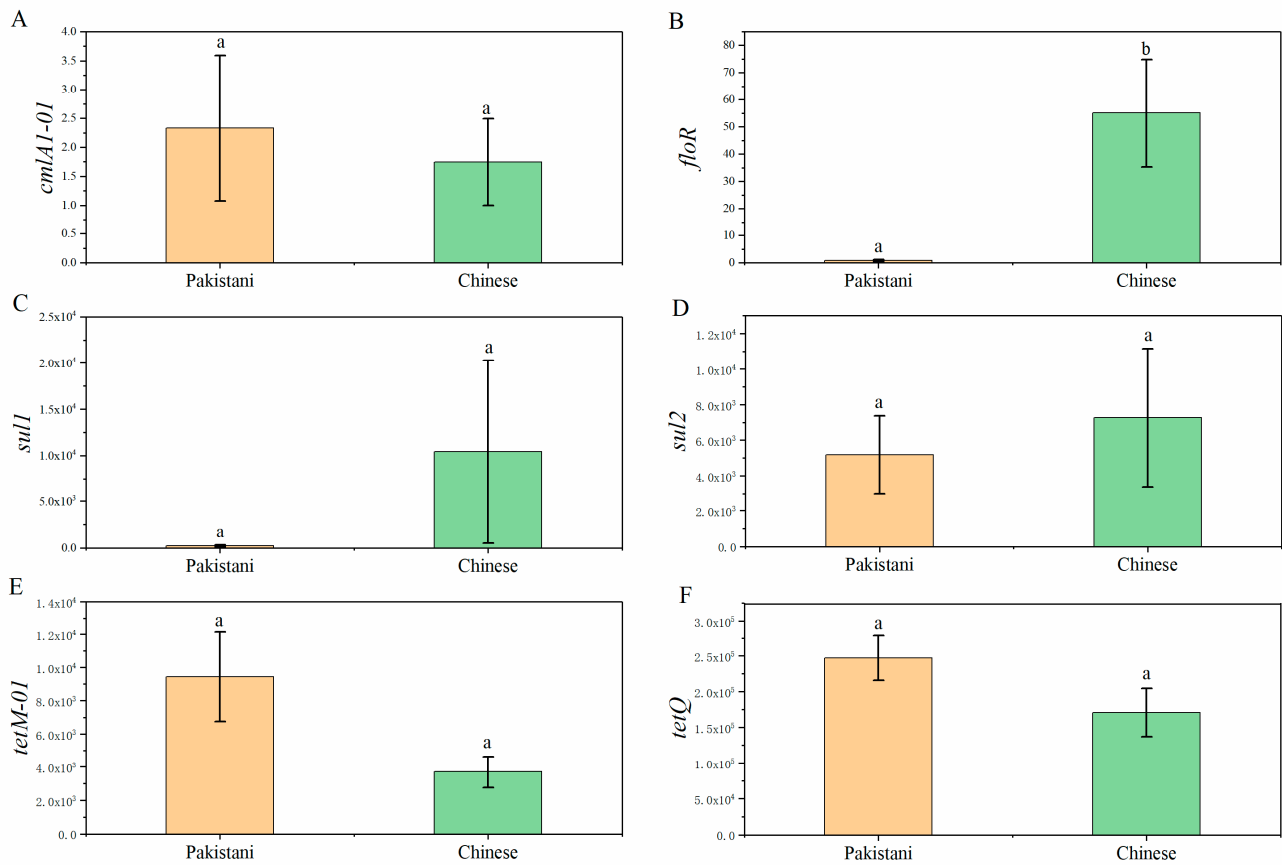 A
cmlA1-01
4.0
3.5
3.0
2.5
2.0
1.5
1.0
0.5
0.0
a
a
Pakistani
Chinese
B
floR
80
70
60
50
40
30
20
10
0
a
b
Pakistani
Chinese
C
sul1
2.5x10⁴
2.0x10⁴
1.5x10⁴
1.0x10⁴
5.0x10³
0.0
a
a
Pakistani
Chinese
D
sul2
1.2x10⁴
1.0x10⁴
8.0x10³
6.0x10³
4.0x10³
2.0x10³
0.0
a
a
Pakistani
Chinese
E
tetM-01
1.4x10⁴
1.2x10⁴
1.0x10⁴
8.0x10³
6.0x10³
4.0x10³
2.0x10³
0.0
a
a
Pakistani
Chinese
F
tetQ
3.0x10⁵
2.5x10⁵
2.0x10⁵
1.5x10⁵
1.0x10⁵
5.0x10⁴
0.0
a
a
Pakistani
Chinese